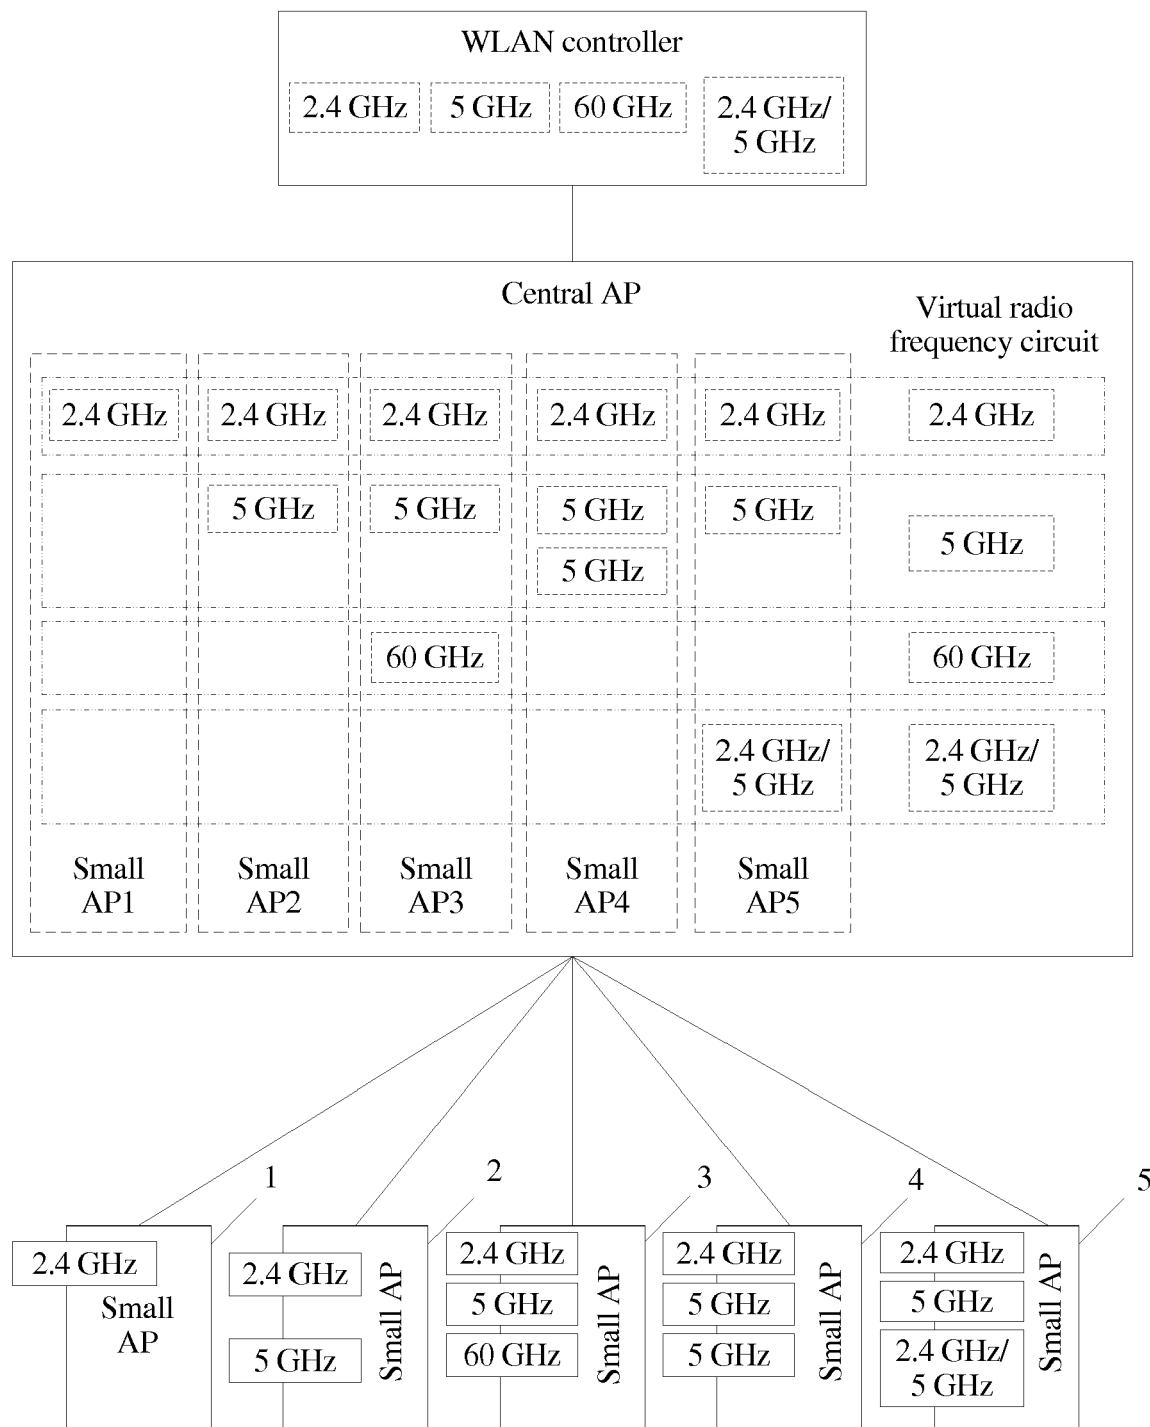 WLAN controller
2.4 GHz 5 GHz 60 GHz 2.4 GHz/
5 GHz
Central AP
Virtual radio
frequency circuit
2.4 GHz 2.4 GHz 2.4 GHz 2.4 GHz 2.4 GHz 2.4 GHz
5 GHz 5 GHz 5 GHz 5 GHz
5 GHz
5 GHz
60 GHz 60 GHz
2.4 GHz/ 2.4 GHz/
5 GHz 5 GHz
Small Small Small Small Small
AP1 AP2 AP3 AP4 AP5
1 2 3 4 5
2.4 GHz
Small
AP
2.4 GHz
5 GHz
Small AP
2.4 GHz
5 GHz
60 GHz
Small AP
2.4 GHz
5 GHz
5 GHz
Small AP
2.4 GHz
5 GHz
2.4 GHz/
5 GHz
Small AP